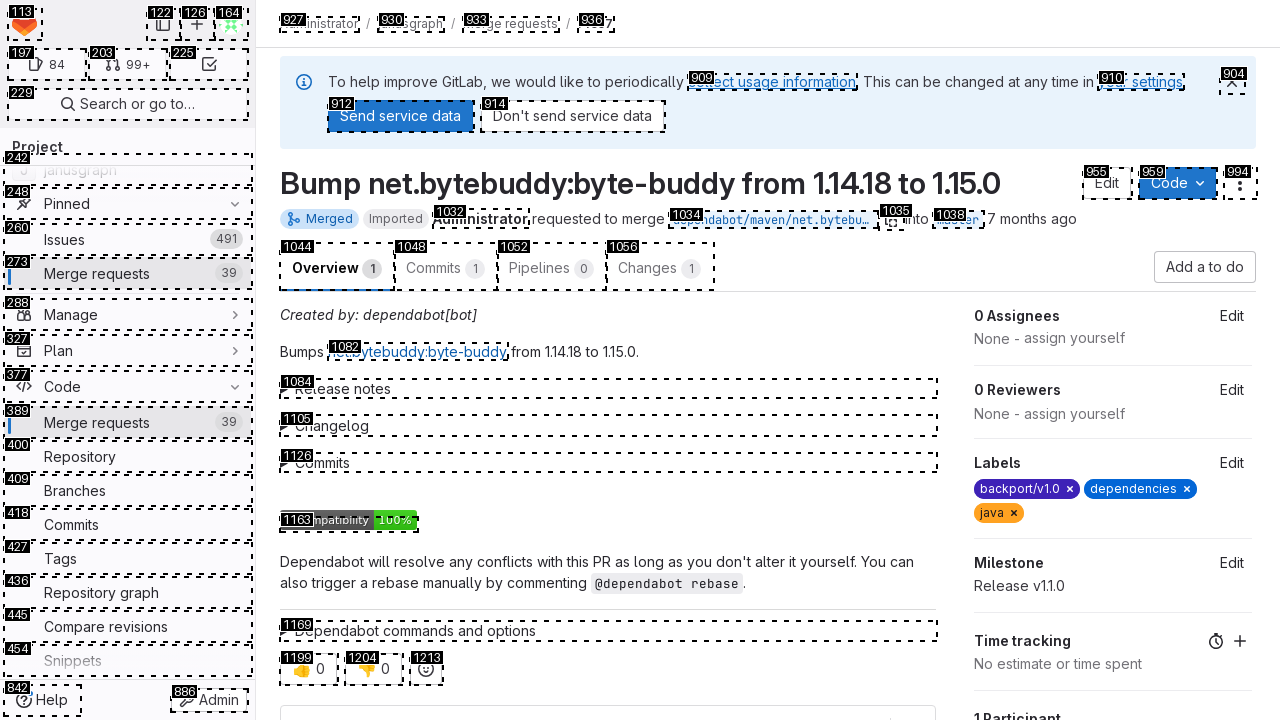 113
122
126
164
197
84
203
99+
225
229
Search or go to…
Project
242
janusgraph
248
Pinned
260
Issues
491
273
Merge requests
39
288
Manage
327
Plan
377
Code
389
Merge requests
39
400
Repository
409
Branches
418
Commits
427
Tags
436
Repository graph
445
Compare revisions
454
Snippets
842
Help
886
Admin
927
/
930
/
933
Merge requests
/
936
To help improve GitLab, we would like to periodically collect usage information. This can be changed at any time in your settings.
909
910
904
912
Send service data
914
Don't send service data
Bump net.bytebuddy:byte-buddy from 1.14.18 to 1.15.0
955
Edit
959
Code
994
Merged
Imported
1032
Administrator requested to merge
1034
dependabot/maven/net.bytebu…
1035
into
1038
master
7 months ago
1044
Overview 1
1048
Commits 1
1052
Pipelines 0
1056
Changes 1
Add a to do
Created by: dependabot[bot]
Bumps net.bytebuddy:byte-buddy from 1.14.18 to 1.15.0.
1082
1084
Release notes
1105
Changelog
1126
Commits
1163
compatibility 100%
Dependabot will resolve any conflicts with this PR as long as you don't alter it yourself. You can
also trigger a rebase manually by commenting @dependabot rebase.
1169
Dependabot commands and options
1199
👍 0
1204
👎 0
1213
0 Assignees
Edit
None - assign yourself
0 Reviewers
Edit
None - assign yourself
Labels
Edit
backport/v1.0 ×
dependencies ×
java ×
Milestone
Edit
Release v1.1.0
Time tracking
No estimate or time spent
1 Participant